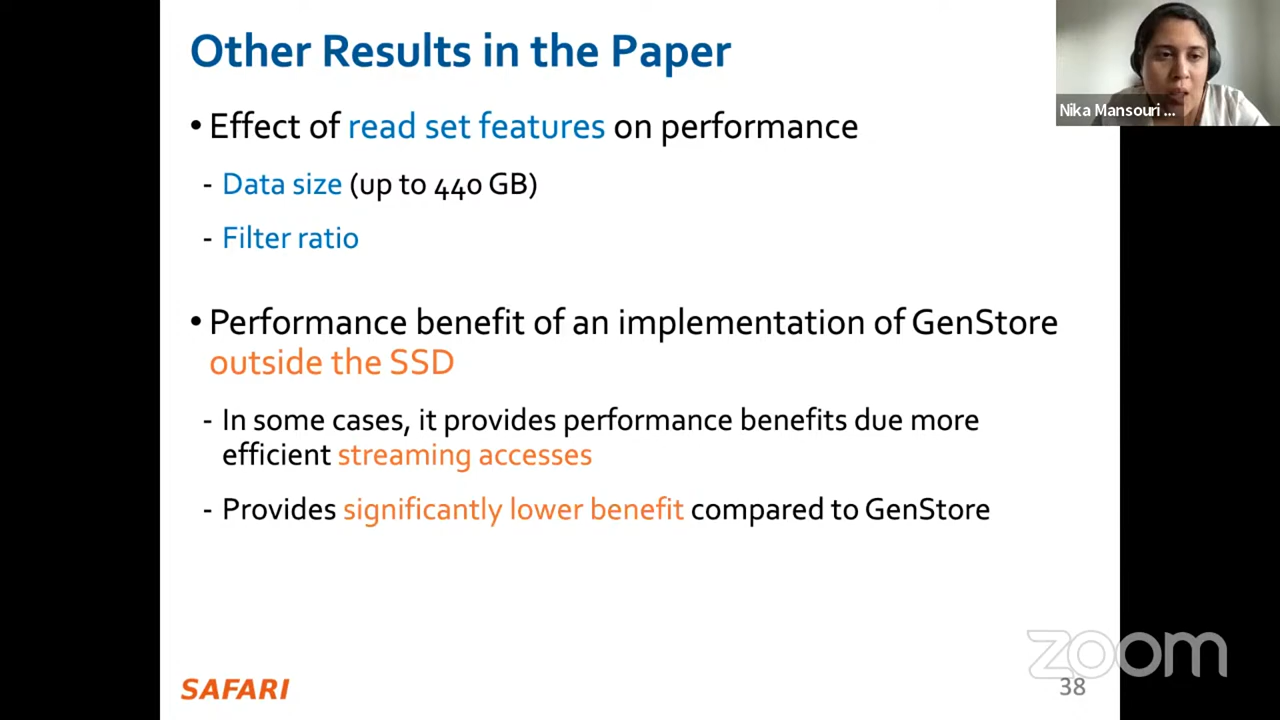 Other Results in the Paper
Nika Mansouri ...
• Effect of read set features on performance
- Data size (up to 440 GB)
- Filter ratio
• Performance benefit of an implementation of GenStore
outside the SSD
- In some cases, it provides performance benefits due more
efficient streaming accesses
- Provides significantly lower benefit compared to GenStore
zoom
SAFARI
38